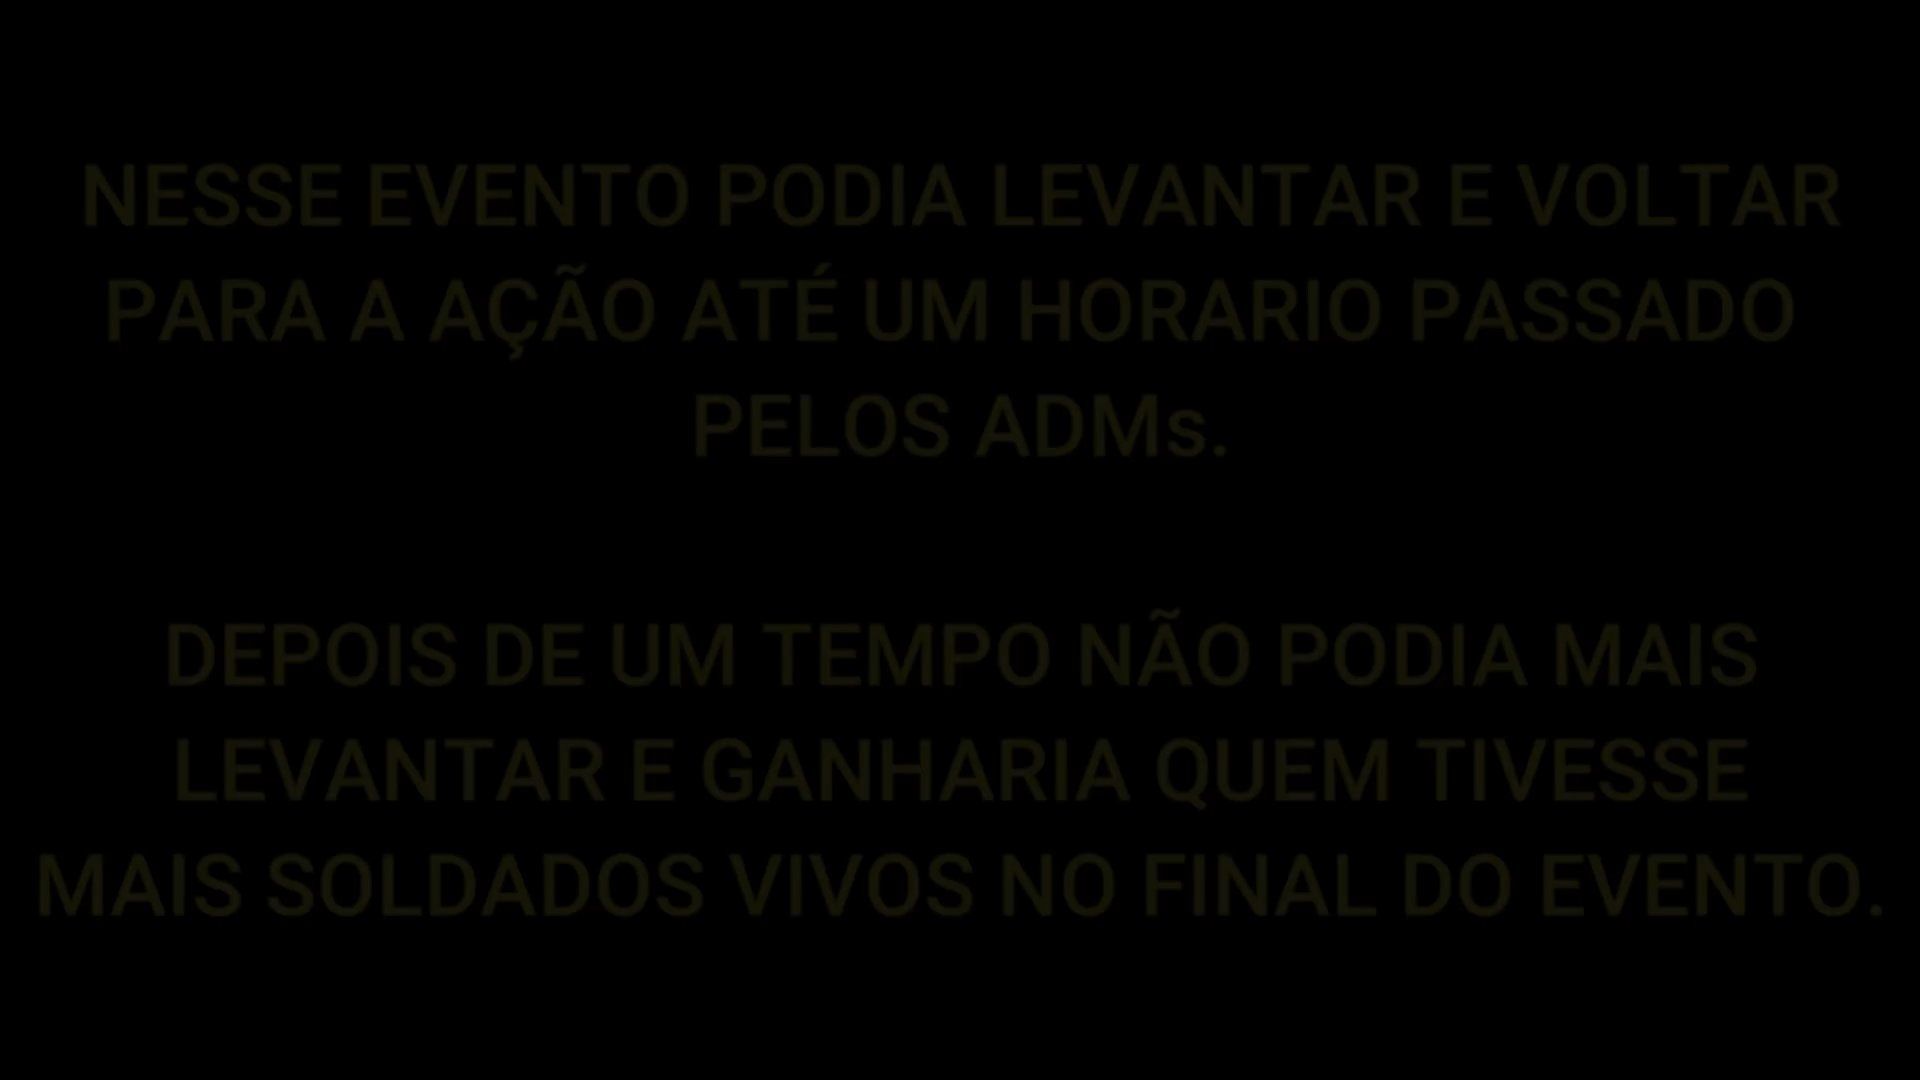 NESSE EVENTO PODIA LEVANTAR E VOLTAR
PARA A AÇÃO ATÉ UM HORARIO PASSADO
PELOS ADMs.
DEPOIS DE UM TEMPO NÃO PODIA MAIS
LEVANTAR E GANHARIA QUEM TIVESSE
MAIS SOLDADOS VIVOS NO FINAL DO EVENTO.